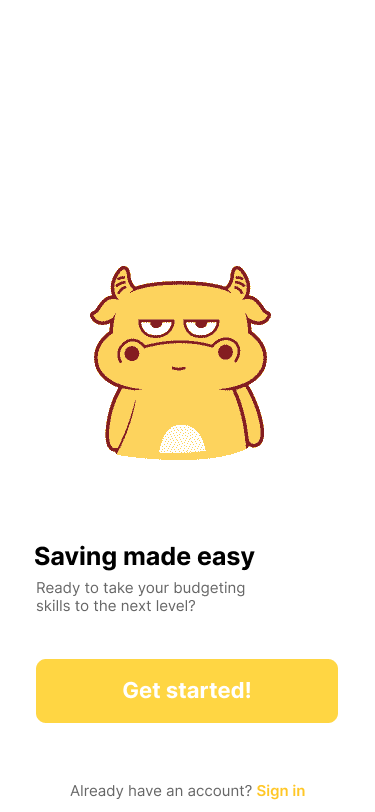 Saving made easy
Ready to take your budgeting
skills to the next level?
Get started!
Already have an account? Sign in